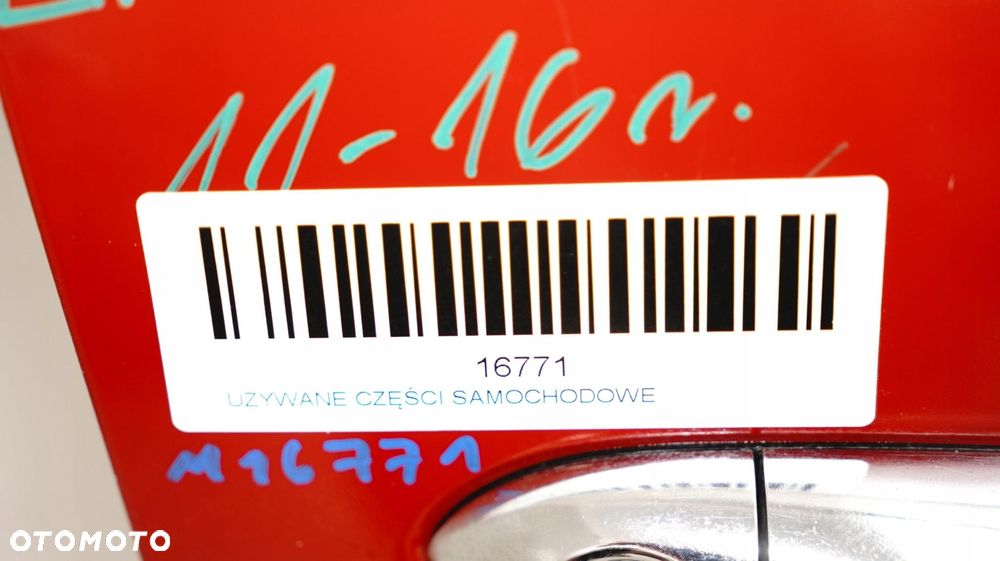 11-16r.
16771
UZYWANE CZĘŚCI SAMOCHODOWE
M16771
OTOMOTO